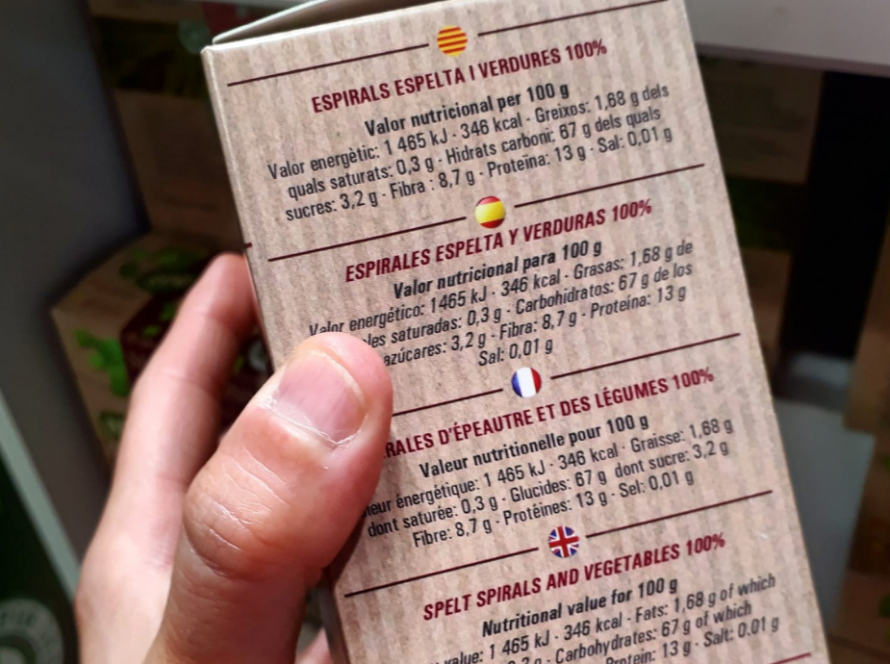 ESPIRALS ESPELTA I VERDURES 100%
Valor nutricional per 100 g
Valor energètic: 1 465 kJ - 346 kcal - Greixos: 1,68 g dels
quals saturats: 0,3 g - Hidrats carboni: 67 g dels quals
sucres: 3,2 g - Fibra : 8,7 g - Proteïna: 13 g - Sal: 0,01 g
ESPIRALES ESPELTA Y VERDURAS 100%
Valor nutricional para 100 g
Valor energético: 1465 kJ - 346 kcal - Grasas: 1,68 g de
saturadas: 0,3 g - Carbohidratos: 67 g de los
azúcares: 3,2 g - Fibra: 8,7 g - Proteína: 13 g
Sal: 0,01 g
D'ÉPEAUTRE ET DES LÉGUMES 100%
Valeur nutritionelle pour 100 g
énergétique: 1 465 kJ - 346 kcal - Graisse: 1,68 g
dont saturée: 0,3 g - Glucides: 67 g dont sucre: 3,2 g
Fibre: 8,7 g - Protéines: 13 g - Sel: 0,01 g
SPELT SPIRALS AND VEGETABLES 100%
Nutritional value for 100 g
value: 1 465 kJ - 346 kcal - Fats: 1,68 g of which
g - Carbohydrates: 67 g of which
Protein: 13 g - Salt: 0.01 g